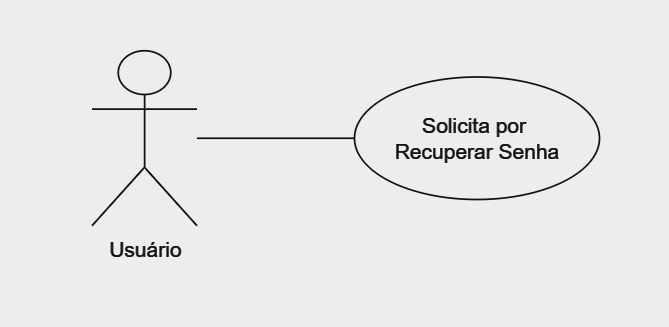 Solicita por
Recuperar Senha
Usuário